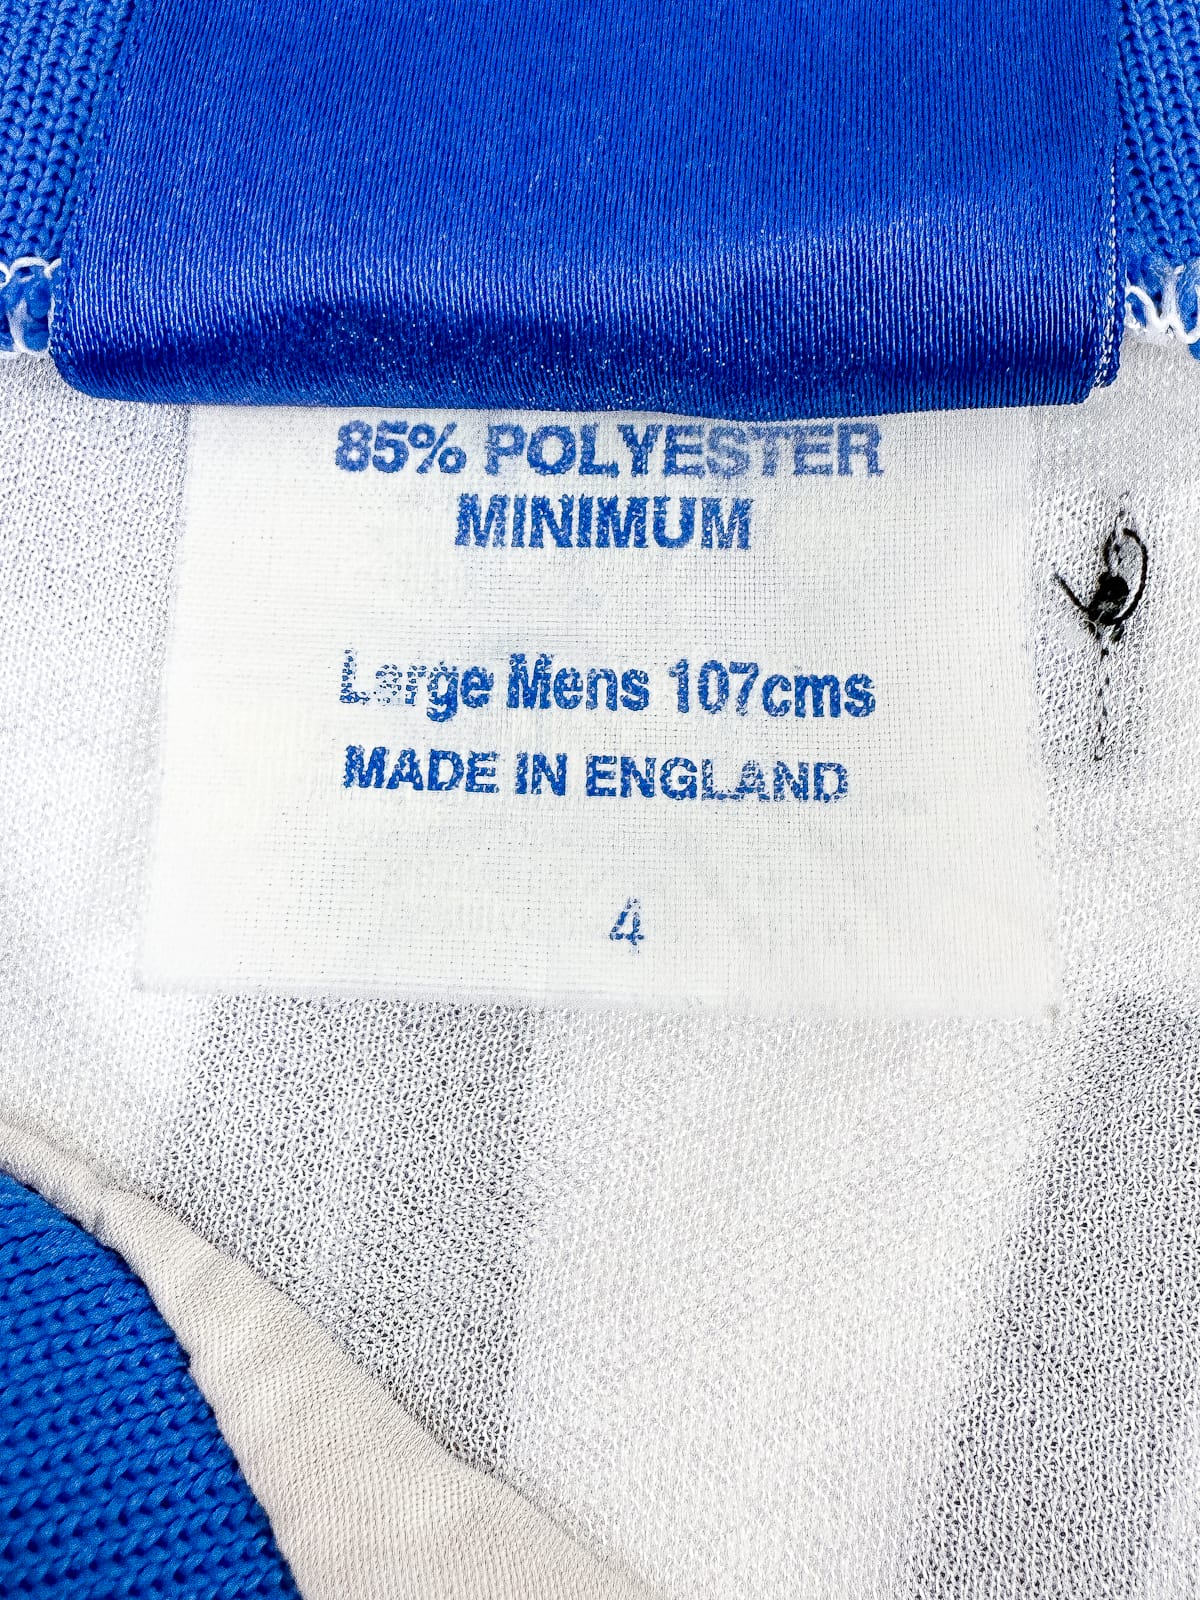 85% POLYESTER
MINIMUM
Large Mens 107cms
MADE IN ENGLAND
4